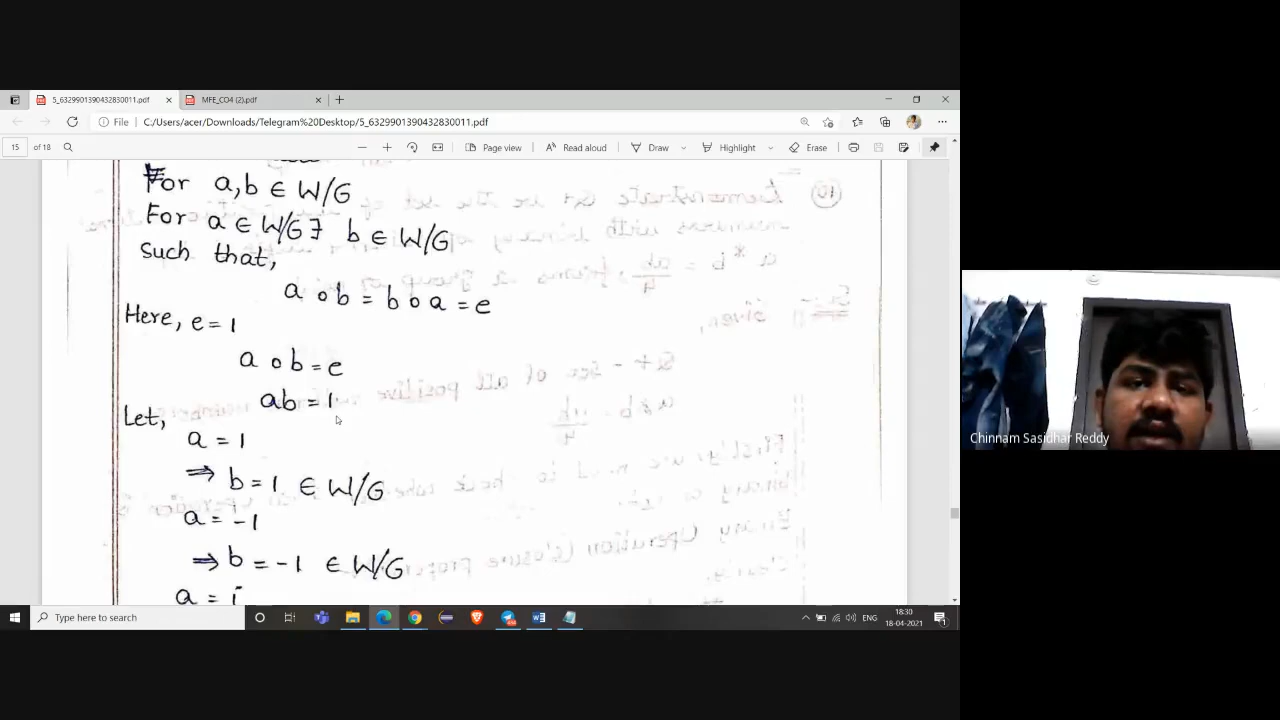 5_6329901390432830011.pdf
MFE_CO4 (2).pdf
File
C:/Users/acer/Downloads/Telegram%20Desktop/5_6329901390432830011.pdf
15 of 18
Page view
Read aloud
Draw
Highlight
Erase
For a,b ∈ W/G
For a ∈ W/G ∃ b ∈ W/G
such that,
a o b = b o a = e
Here, e = 1
a o b = e
ab = 1
Let,
a = 1
⇒ b = 1 ∈ W/G
a = -1
⇒ b = -1 ∈ W/G
a = i
Chinnam Sasidhar Reddy
Type here to search
ENG
18:30
18-04-2021